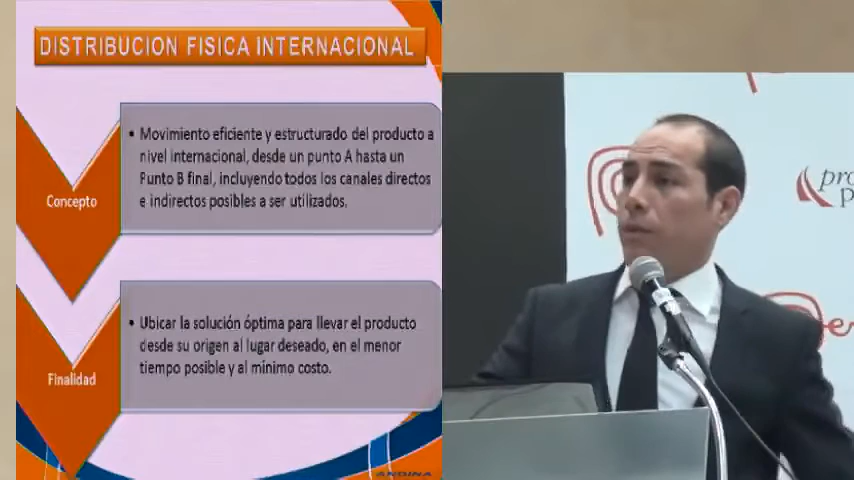 DISTRIBUCION FISICA INTERNACIONAL
Concepto
• Movimiento eficiente y estructurado del producto a
nivel internacional, desde un punto A hasta un
Punto B final, incluyendo todos los canales directos
e indirectos posibles a ser utilizados.
Finalidad
• Ubicar la solución óptima para llevar el producto
desde su origen al lugar deseado, en el menor
tiempo posible y al mínimo costo.
ANDINA